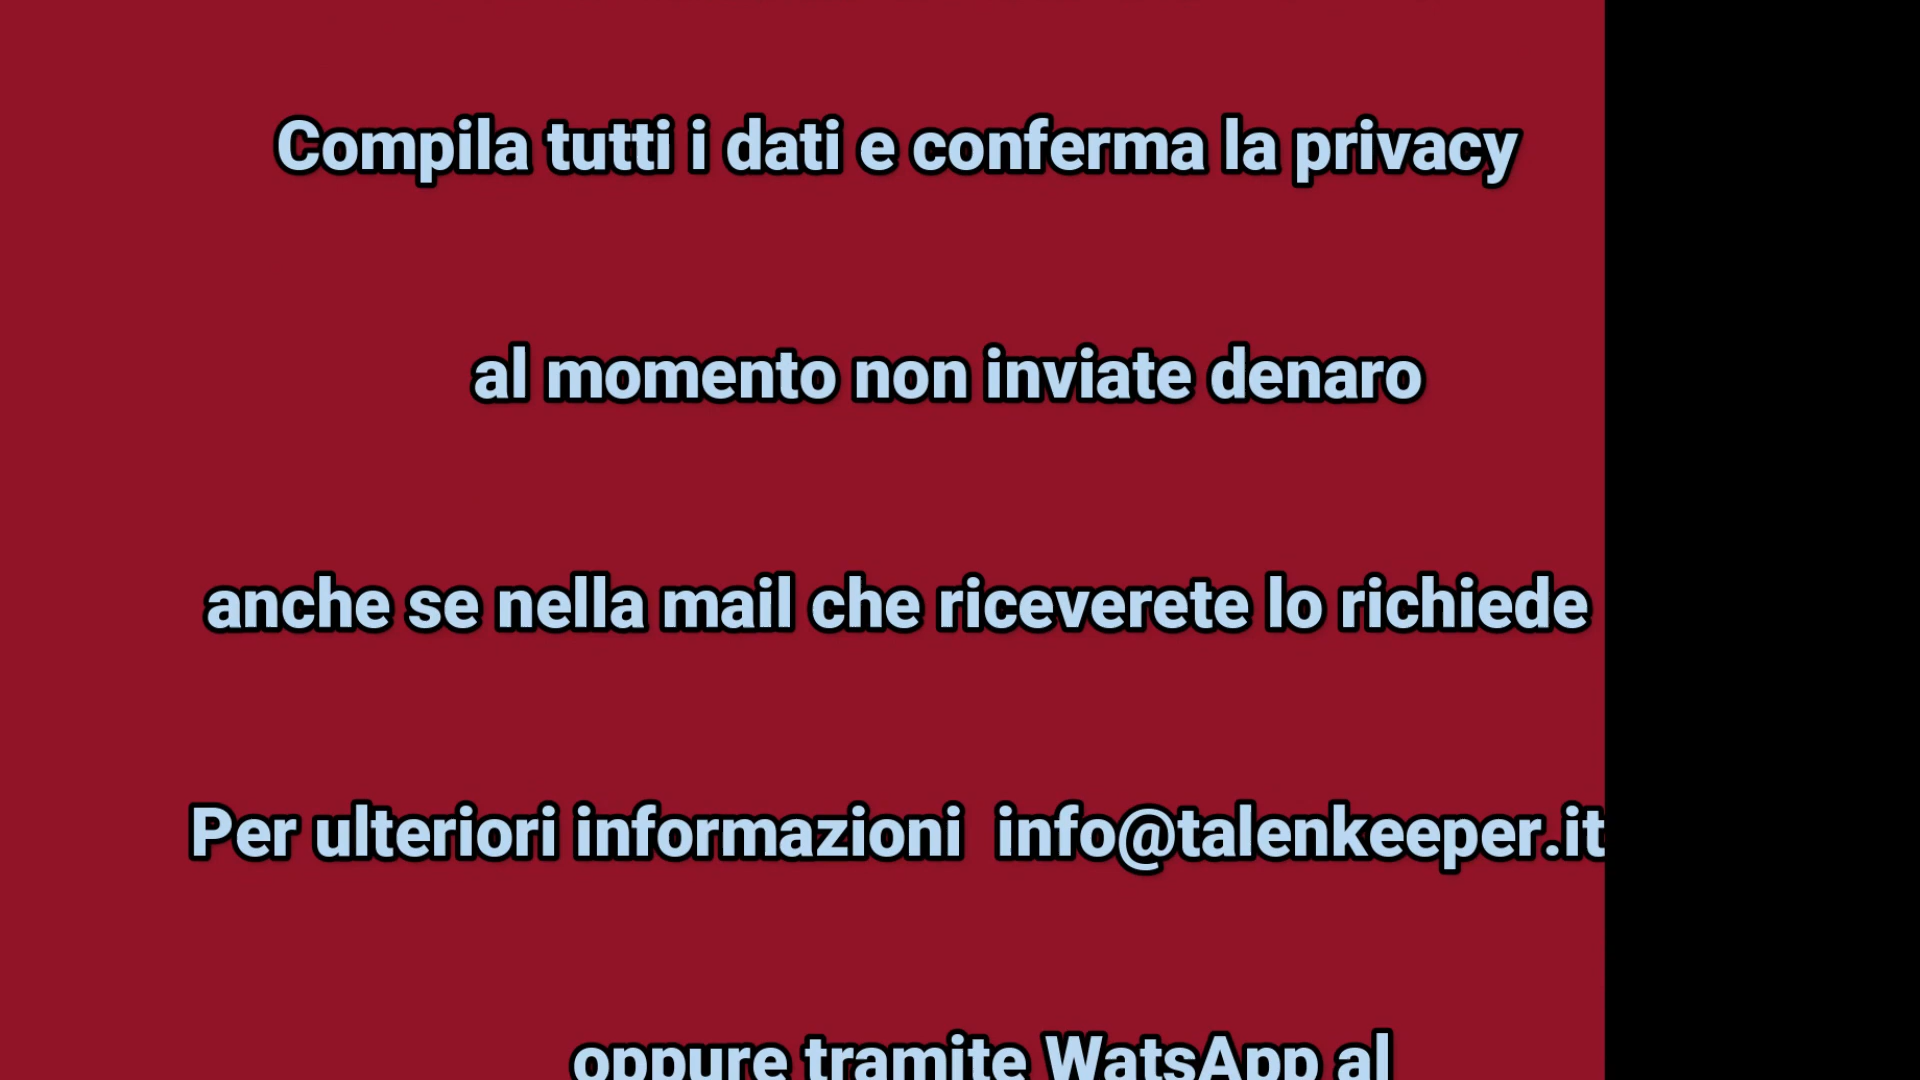 Compila tutti i dati e conferma la privacy
al momento non inviate denaro
anche se nella mail che riceverete lo richiede
Per ulteriori informazioni  info@talenkeeper.it
oppure tramite WatsApp al